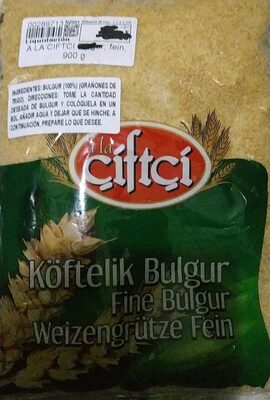 Liquidación
A LA CIFTCI fein,
900 g
INGREDIENTES: BULGUR (100%) (GRANONES DE
TRIGO). DIRECCIONES: TOME LA CANTIDAD
DESEADA DE BULGUR Y COLÓQUELA EN UN
BOL AÑADIR AGUA Y DEJAR QUE SE HINCHE. A
CONTINUACIÓN, PREPARE LO QUE DESEE.
a la
çiftçi
Köftelik Bulgur
Fine Bulgur
Weizengrütze Fein